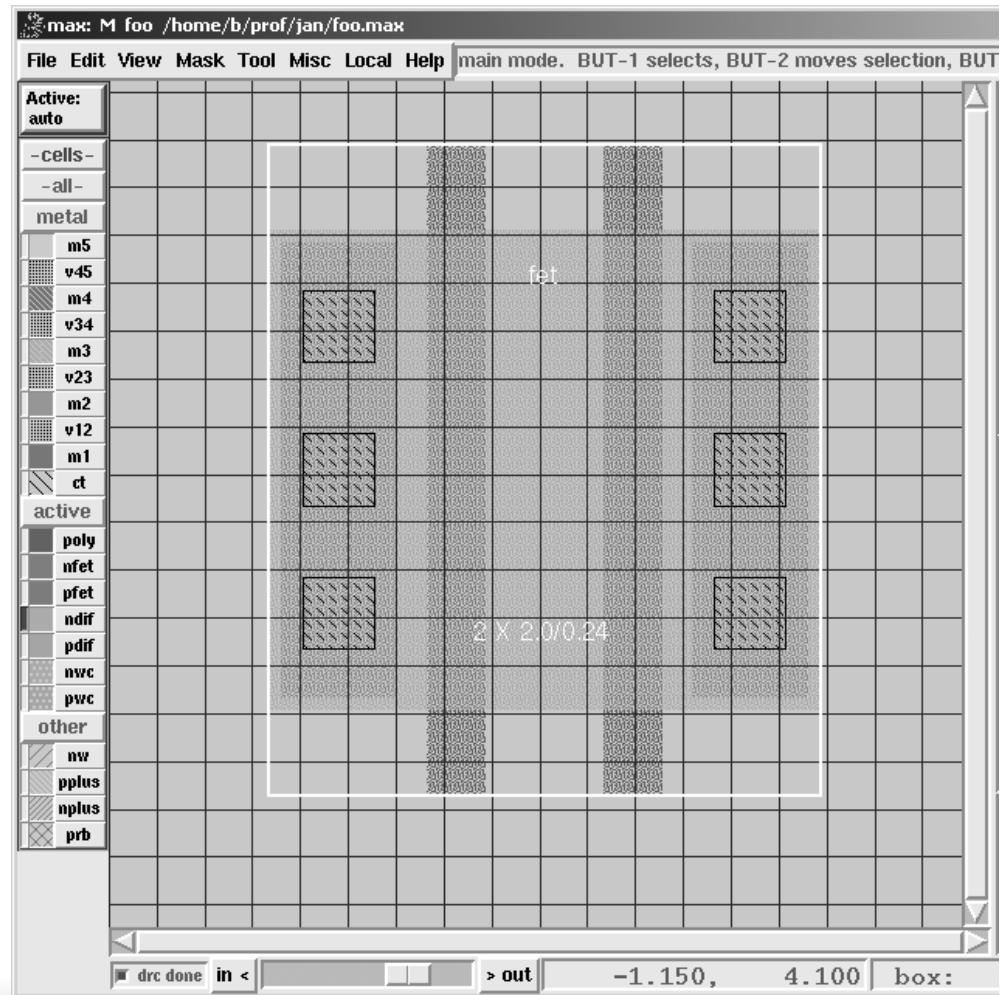 max: M foo /home/b/prof/jan/foo.max
File Edit View Mask Tool Misc Local Help main mode. BUT-1 selects, BUT-2 moves selection, BUT
Active:
auto
-cells-
-all-
metal
m5
v45
m4
v34
m3
v23
m2
v12
m1
ct
active
poly
nfet
pfet
ndif
pdif
nwc
pwc
other
nw
pplus
nplus
prb
fet
2 X 2.0/0.24
drc done in < > out -1.150, 4.100 box: